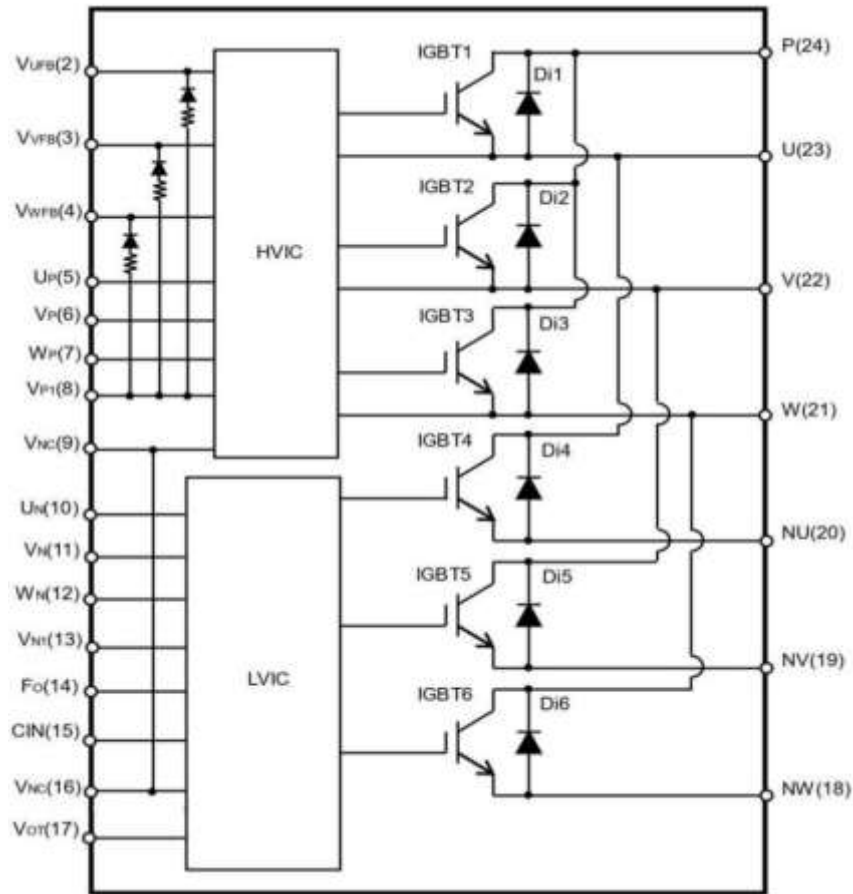 VUFB(2)
VVFB(3)
VWFB(4)
UP(5)
VP(6)
WP(7)
VP1(8)
VNC(9)
UN(10)
VN(11)
WN(12)
VN1(13)
FO(14)
CIN(15)
VNC(16)
VOT(17)
HVIC
LVIC
IGBT1
Di1
IGBT2
Di2
IGBT3
Di3
IGBT4
Di4
IGBT5
Di5
IGBT6
Di6
P(24)
U(23)
V(22)
W(21)
NU(20)
NV(19)
NW(18)